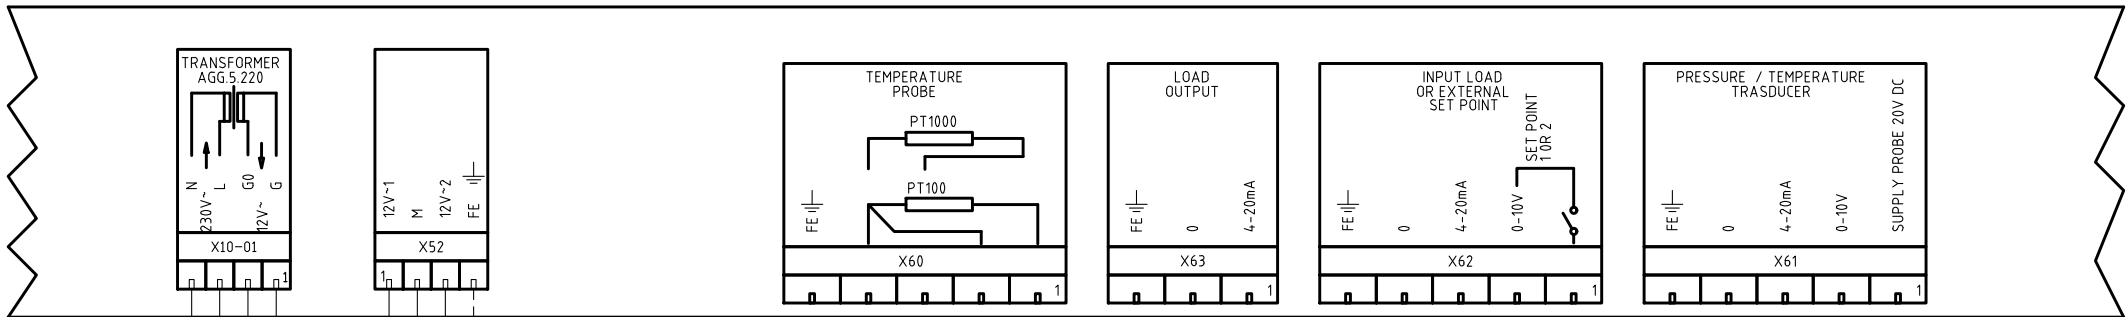 TRANSFORMER
AGG.5.220
N
230V~
L
G0
12V~
G
X10-01
1
12V~1
M
12V~2
FE
X52
1
TEMPERATURE
PROBE
PT1000
PT100
FE
X60
1
LOAD
OUTPUT
FE
0
4-20mA
X63
1
INPUT LOAD
OR EXTERNAL
SET POINT
SET POINT
1 OR 2
FE
0
4-20mA
0-10V
X62
1
PRESSURE / TEMPERATURE
TRASDUCER
FE
0
4-20mA
0-10V
SUPPLY PROBE 20V DC
X61
1